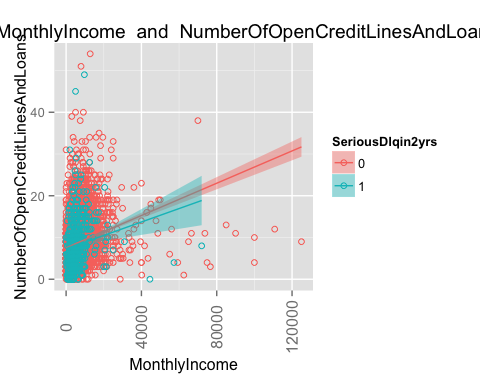 MonthlyIncome and NumberOfOpenCreditLinesAndLoan
NumberOfOpenCreditLinesAndLoans
40
20
0
0
40000
80000
120000
MonthlyIncome
SeriousDlqin2yrs
0
1